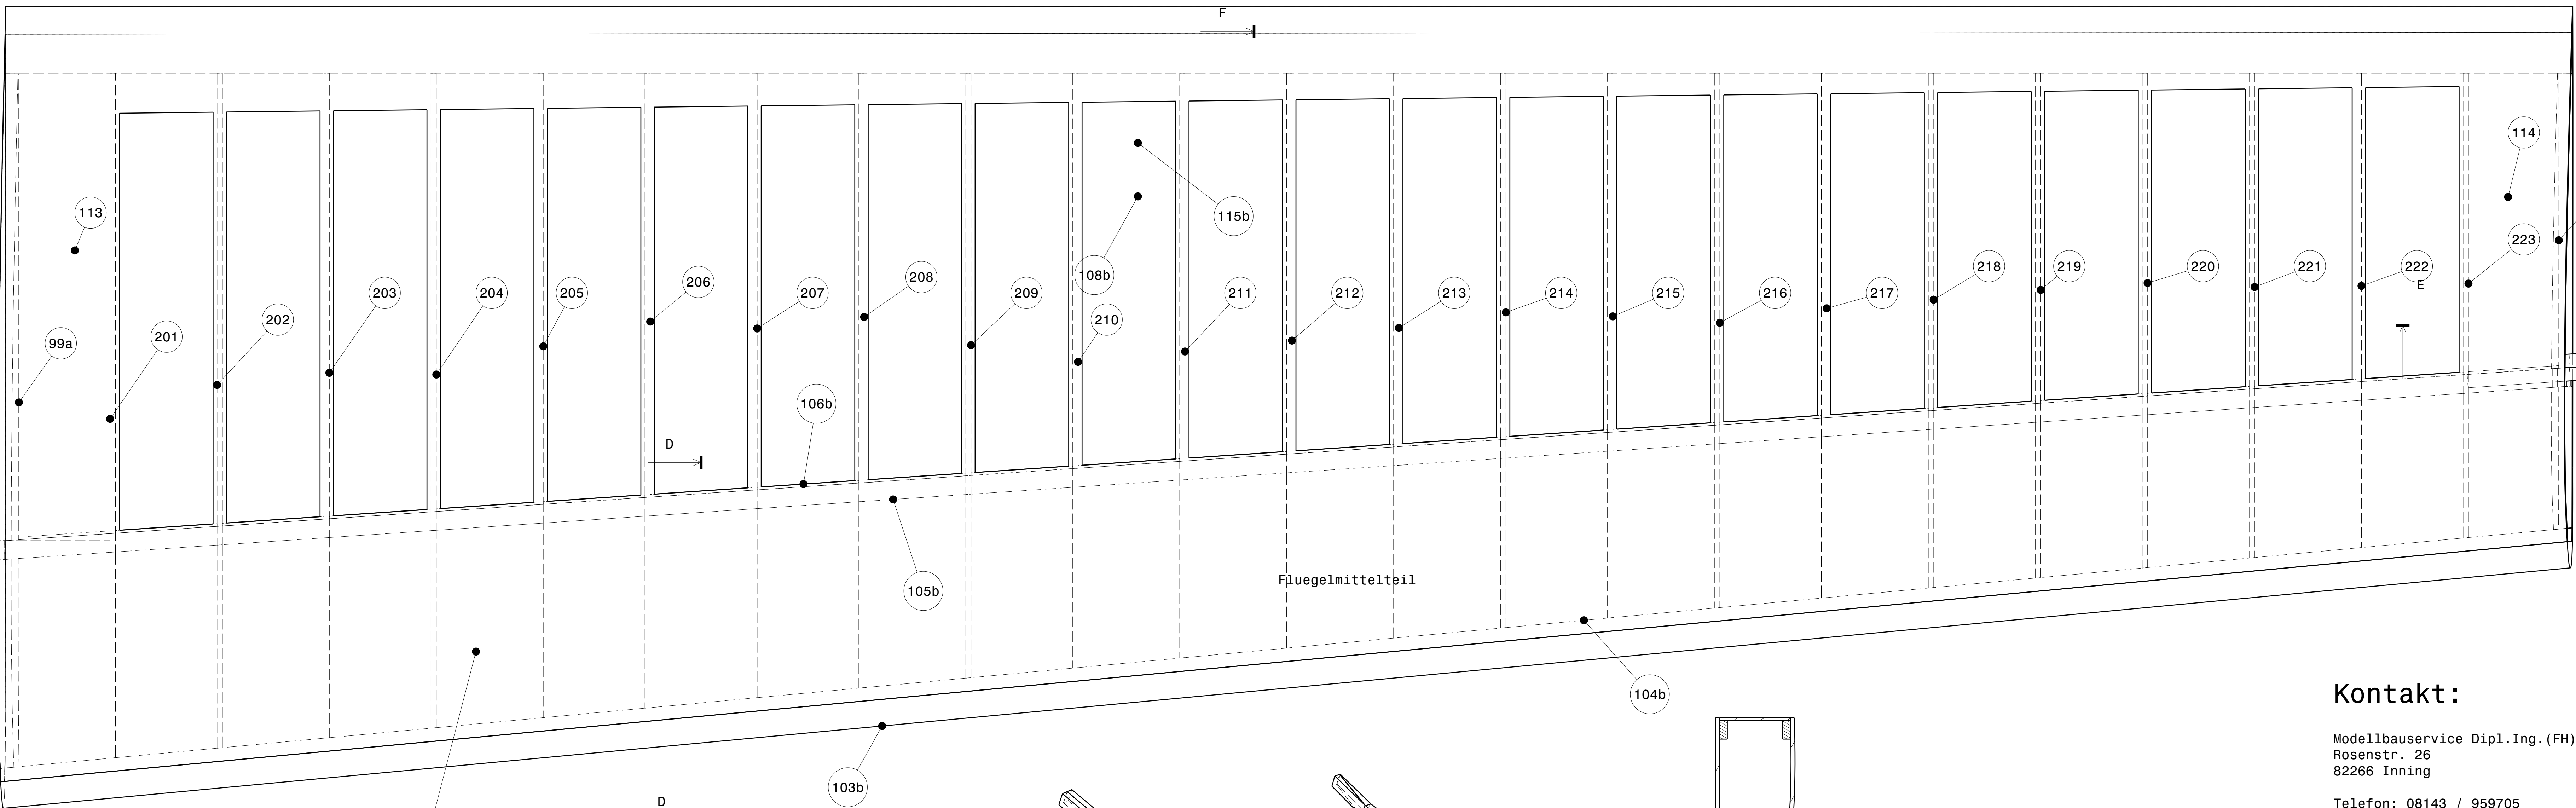 F
114
113
115b
223
108b
218
219
220
221
222
208
206
E
203
204
205
207
209
211
212
213
214
215
216
217
202
210
201
99a
106b
D
Fluegelmittelteil
105b
104b
Kontakt:
Modellbauservice Dipl.Ing.(FH)
Rosenstr. 26
82266 Inning
103b
D
Telefon: 08143 / 959705